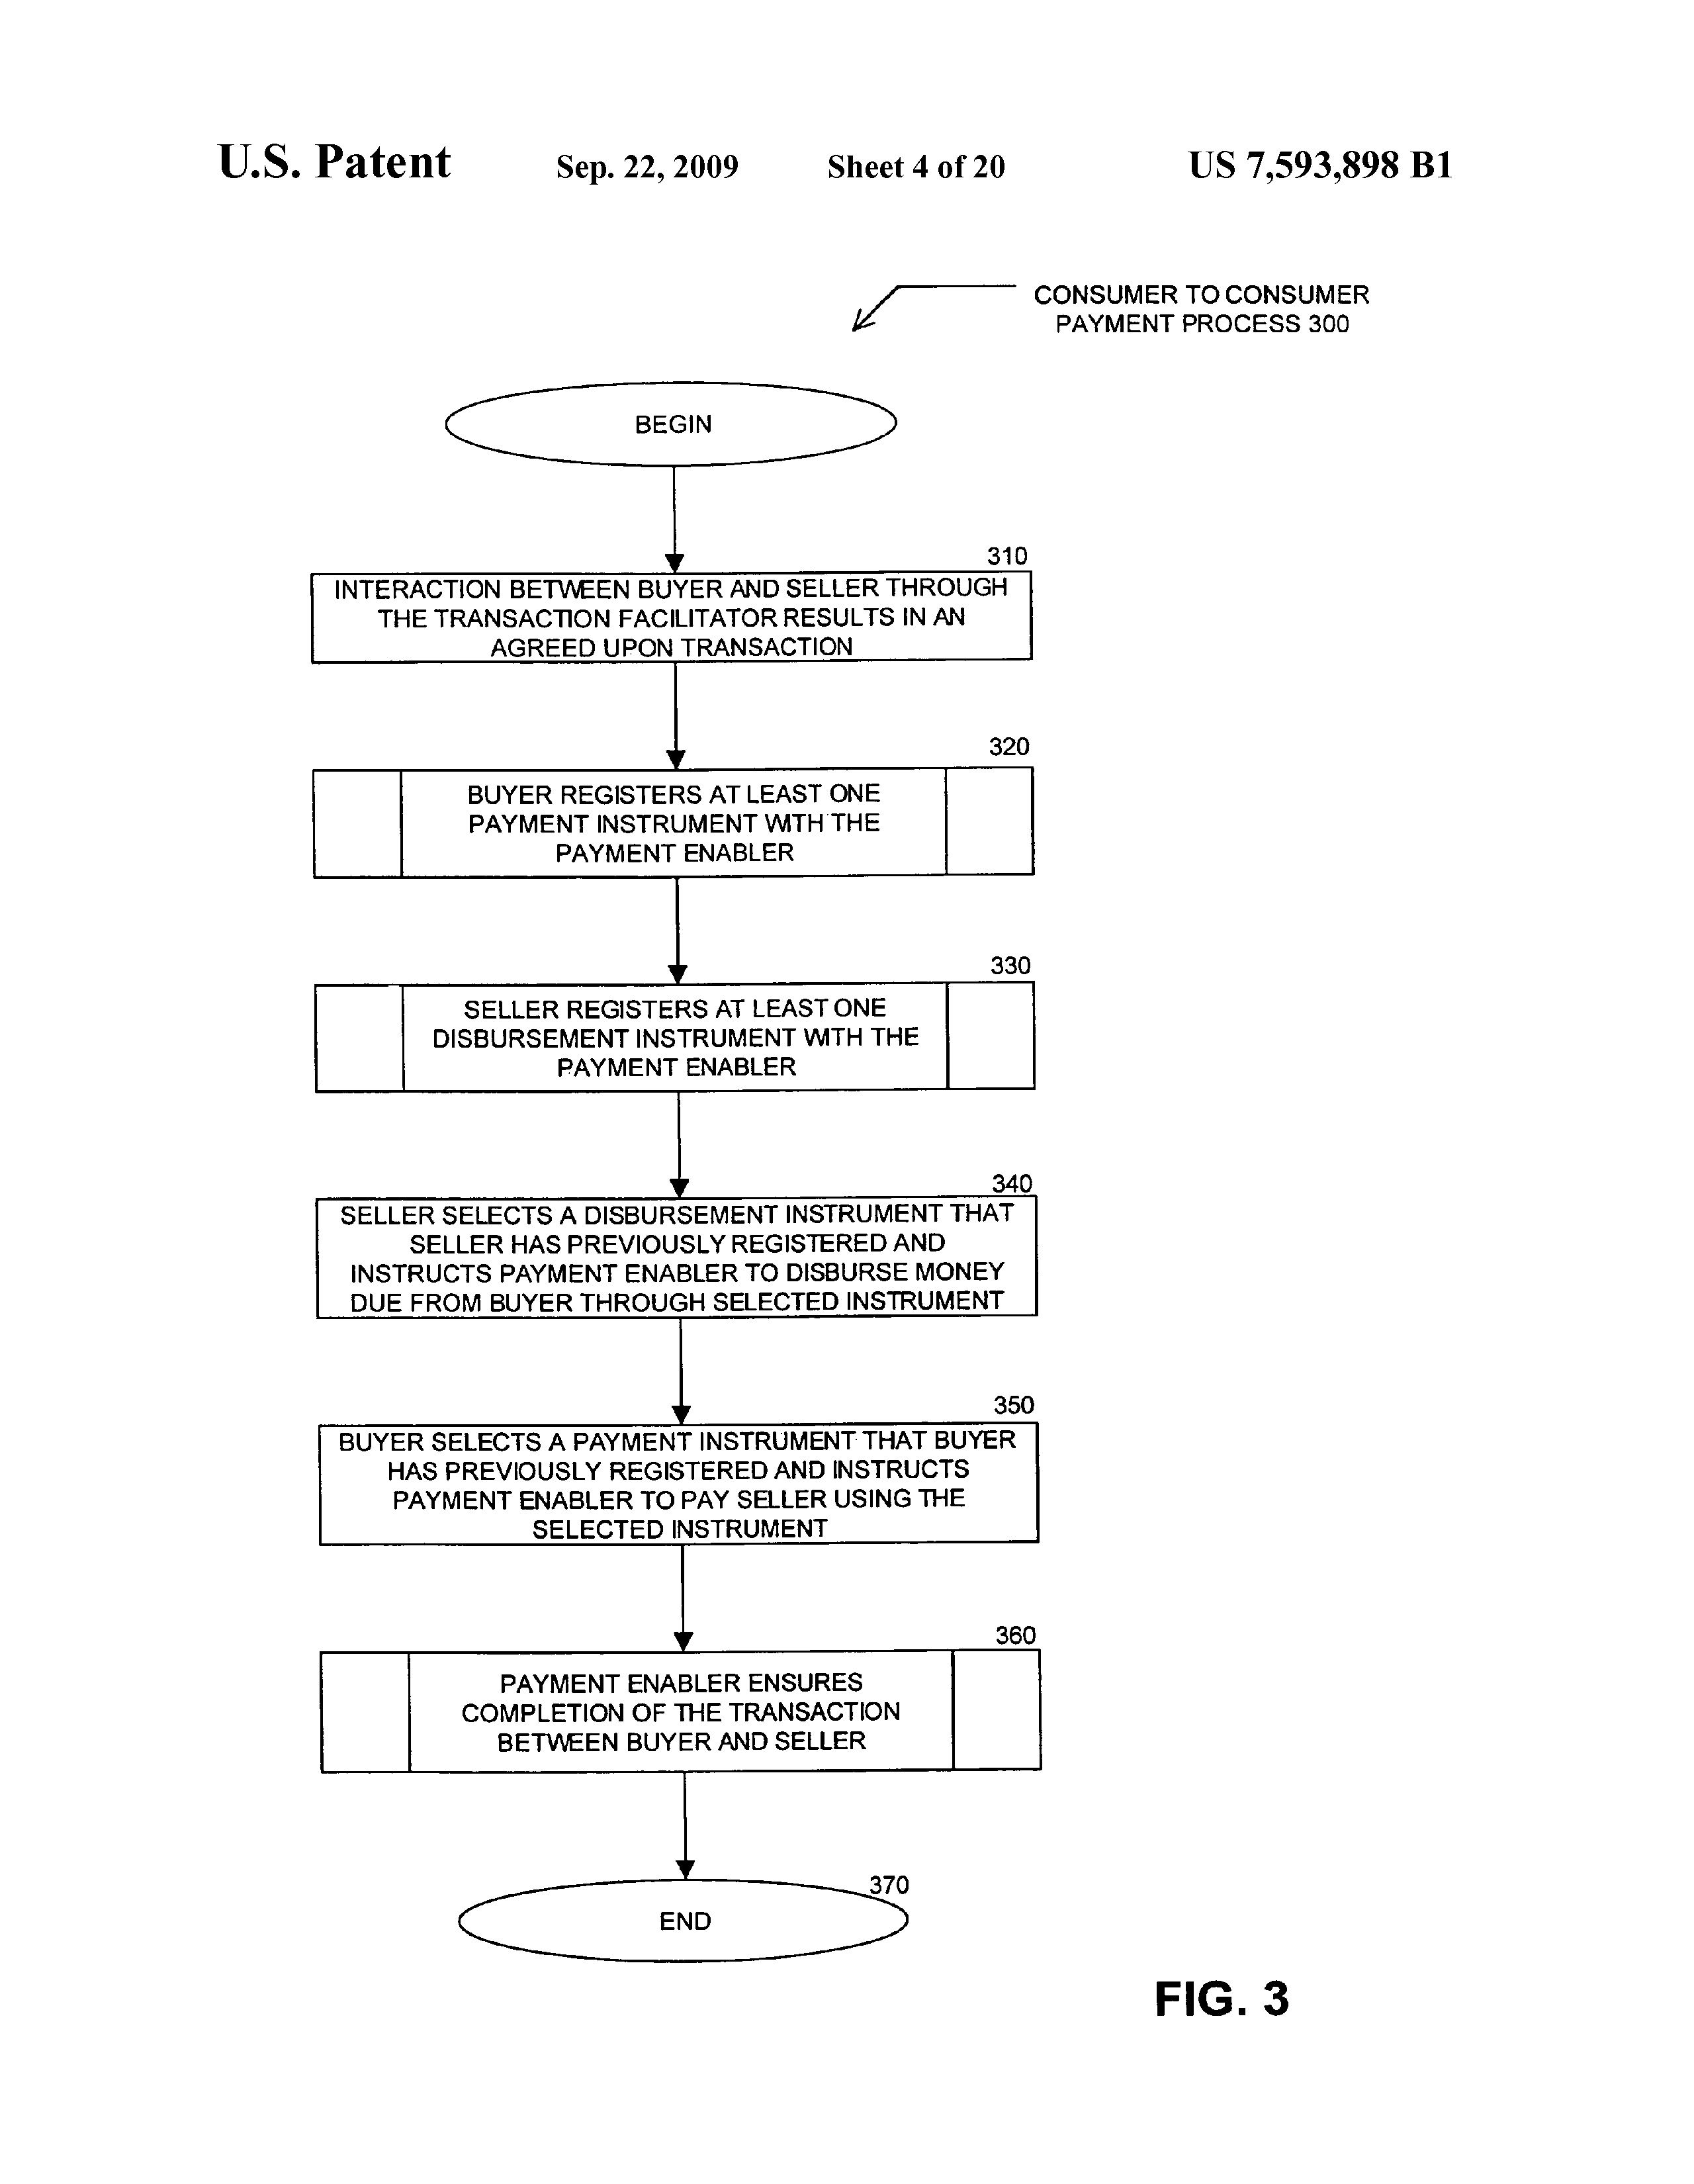 U.S. Patent Sep. 22, 2009 Sheet 4 of 20 US 7,593,898 B1
CONSUMER TO CONSUMER
PAYMENT PROCESS 300
BEGIN
310
INTERACTION BETWEEN BUYER AND SELLER THROUGH
THE TRANSACTION FACILITATOR RESULTS IN AN
AGREED UPON TRANSACTION
320
BUYER REGISTERS AT LEAST ONE
PAYMENT INSTRUMENT WITH THE
PAYMENT ENABLER
330
SELLER REGISTERS AT LEAST ONE
DISBURSEMENT INSTRUMENT WITH THE
PAYMENT ENABLER
340
SELLER SELECTS A DISBURSEMENT INSTRUMENT THAT
SELLER HAS PREVIOUSLY REGISTERED AND
INSTRUCTS PAYMENT ENABLER TO DISBURSE MONEY
DUE FROM BUYER THROUGH SELECTED INSTRUMENT
350
BUYER SELECTS A PAYMENT INSTRUMENT THAT BUYER
HAS PREVIOUSLY REGISTERED AND INSTRUCTS
PAYMENT ENABLER TO PAY SELLER USING THE
SELECTED INSTRUMENT
360
PAYMENT ENABLER ENSURES
COMPLETION OF THE TRANSACTION
BETWEEN BUYER AND SELLER
370
END
FIG. 3